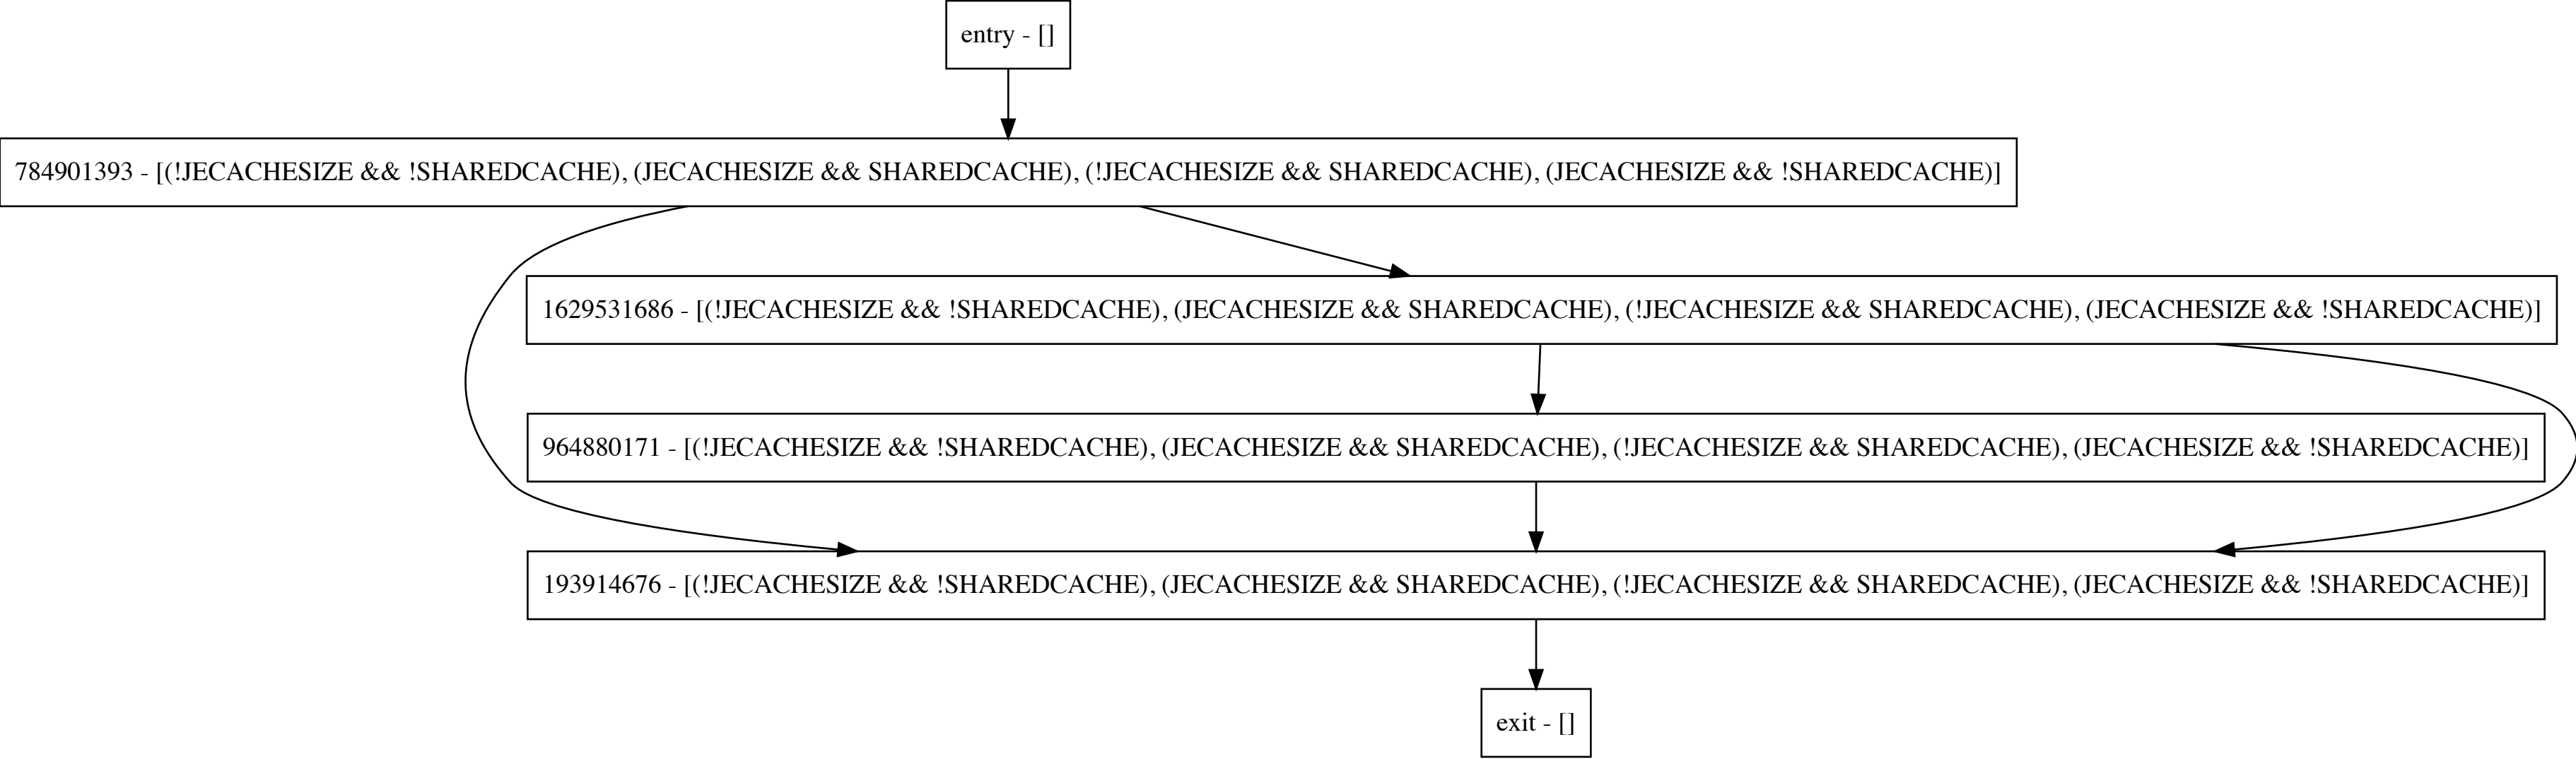 entry - []
784901393 - [(!JECACHESIZE && !SHAREDCACHE), (JECACHESIZE && SHAREDCACHE), (!JECACHESIZE && SHAREDCACHE), (JECACHESIZE && !SHAREDCACHE)]
1629531686 - [(!JECACHESIZE && !SHAREDCACHE), (JECACHESIZE && SHAREDCACHE), (!JECACHESIZE && SHAREDCACHE), (JECACHESIZE && !SHAREDCACHE)]
964880171 - [(!JECACHESIZE && !SHAREDCACHE), (JECACHESIZE && SHAREDCACHE), (!JECACHESIZE && SHAREDCACHE), (JECACHESIZE && !SHAREDCACHE)]
193914676 - [(!JECACHESIZE && !SHAREDCACHE), (JECACHESIZE && SHAREDCACHE), (!JECACHESIZE && SHAREDCACHE), (JECACHESIZE && !SHAREDCACHE)]
exit - []